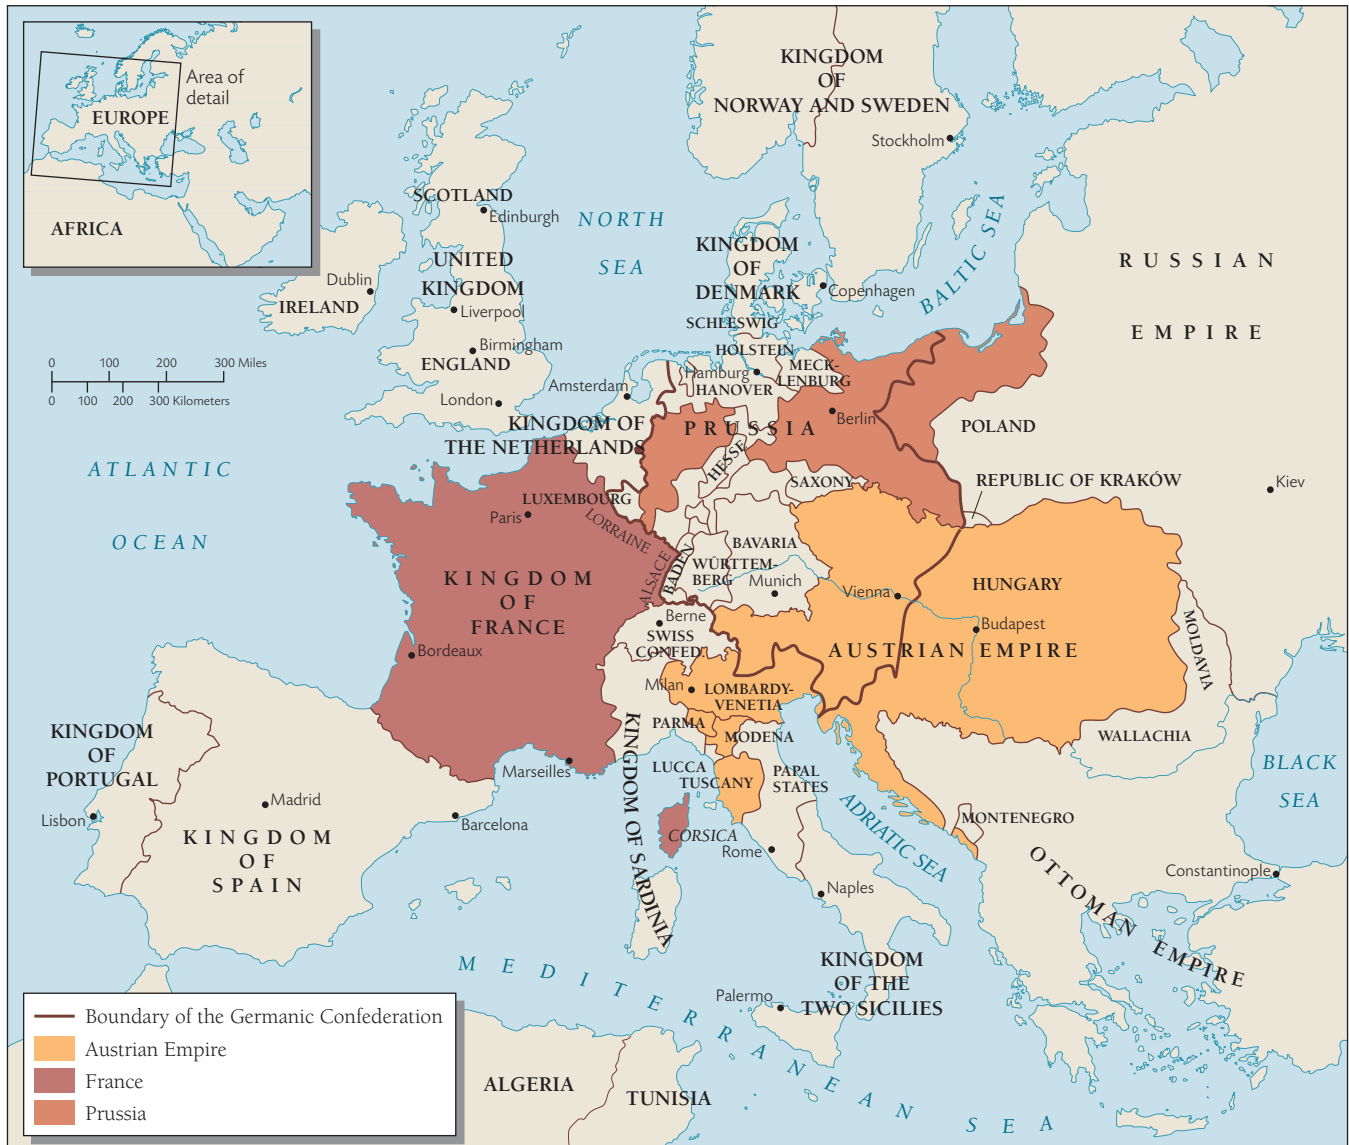 Area of
detail
EUROPE
AFRICA
KINGDOM
OF
NORWAY AND SWEDEN
Stockholm
SCOTLAND
Edinburgh
NORTH
SEA
UNITED
KINGDOM
Dublin
IRELAND
Liverpool
Birmingham
ENGLAND
London
KINGDOM
OF
DENMARK
Copenhagen
BALTIC SEA
RUSSIAN
EMPIRE
SCHLESWIG
HOLSTEIN
MECK-
LENBURG
Hamburg
HANOVER
0 100 200 300 Miles
0 100 200 300 Kilometers
Amsterdam
KINGDOM OF
THE NETHERLANDS
PRUSSIA
Berlin
POLAND
HESSE
SAXONY
REPUBLIC OF KRAKÓW
Kiev
ATLANTIC
OCEAN
LUXEMBOURG
Paris
LORRAINE
ALSACE
BADEN
WÜRTTEM-
BERG
BAVARIA
Munich
KINGDOM
OF
FRANCE
Vienna
HUNGARY
Budapest
AUSTRIAN EMPIRE
MOLDAVIA
Berne
SWISS
CONFED.
Bordeaux
Milan
LOMBARDY-
VENETIA
PARMA
MODENA
WALLACHIA
BLACK
SEA
KINGDOM
OF
PORTUGAL
Lisbon
Madrid
KINGDOM
OF
SPAIN
Barcelona
Marseilles
KINGDOM OF SARDINIA
LUCCA
TUSCANY
PAPAL
STATES
CORSICA
Rome
ADRIATIC SEA
MONTENEGRO
OTTOMAN EMPIRE
Constantinople
Naples
KINGDOM
OF THE
TWO SICILIES
Palermo
MEDITERRANEAN SEA
ALGERIA
TUNISIA
Boundary of the Germanic Confederation
Austrian Empire
France
Prussia